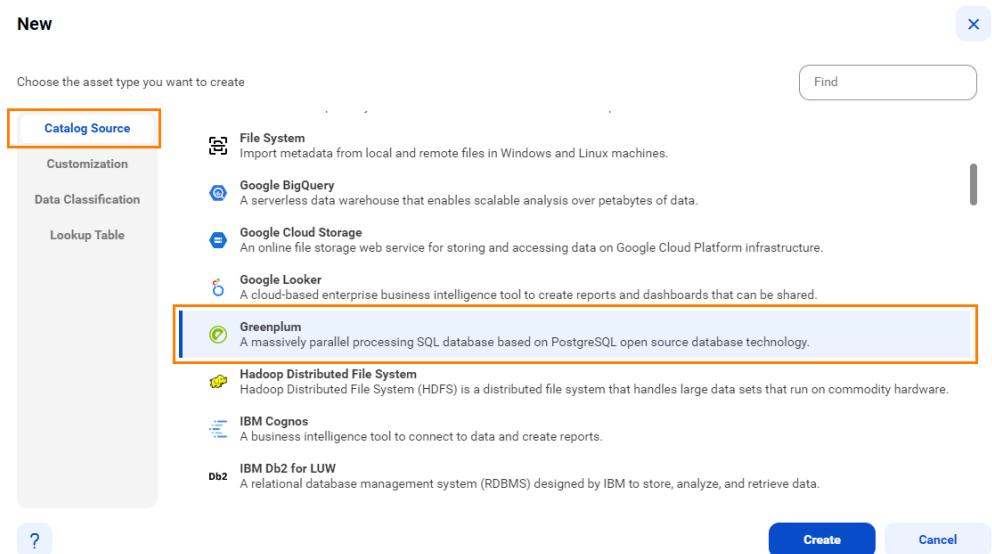 New
Choose the asset type you want to create
Find
Catalog Source
Customization
Data Classification
Lookup Table
File System
Import metadata from local and remote files in Windows and Linux machines.
Google BigQuery
A serverless data warehouse that enables scalable analysis over petabytes of data.
Google Cloud Storage
An online file storage web service for storing and accessing data on Google Cloud Platform infrastructure.
Google Looker
A cloud-based enterprise business intelligence tool to create reports and dashboards that can be shared.
Greenplum
A massively parallel processing SQL database based on PostgreSQL open source database technology.
Hadoop Distributed File System
Hadoop Distributed File System (HDFS) is a distributed file system that handles large data sets that run on commodity hardware.
IBM Cognos
A business intelligence tool to connect to data and create reports.
Db2
IBM Db2 for LUW
A relational database management system (RDBMS) designed by IBM to store, analyze, and retrieve data.
?
Create
Cancel